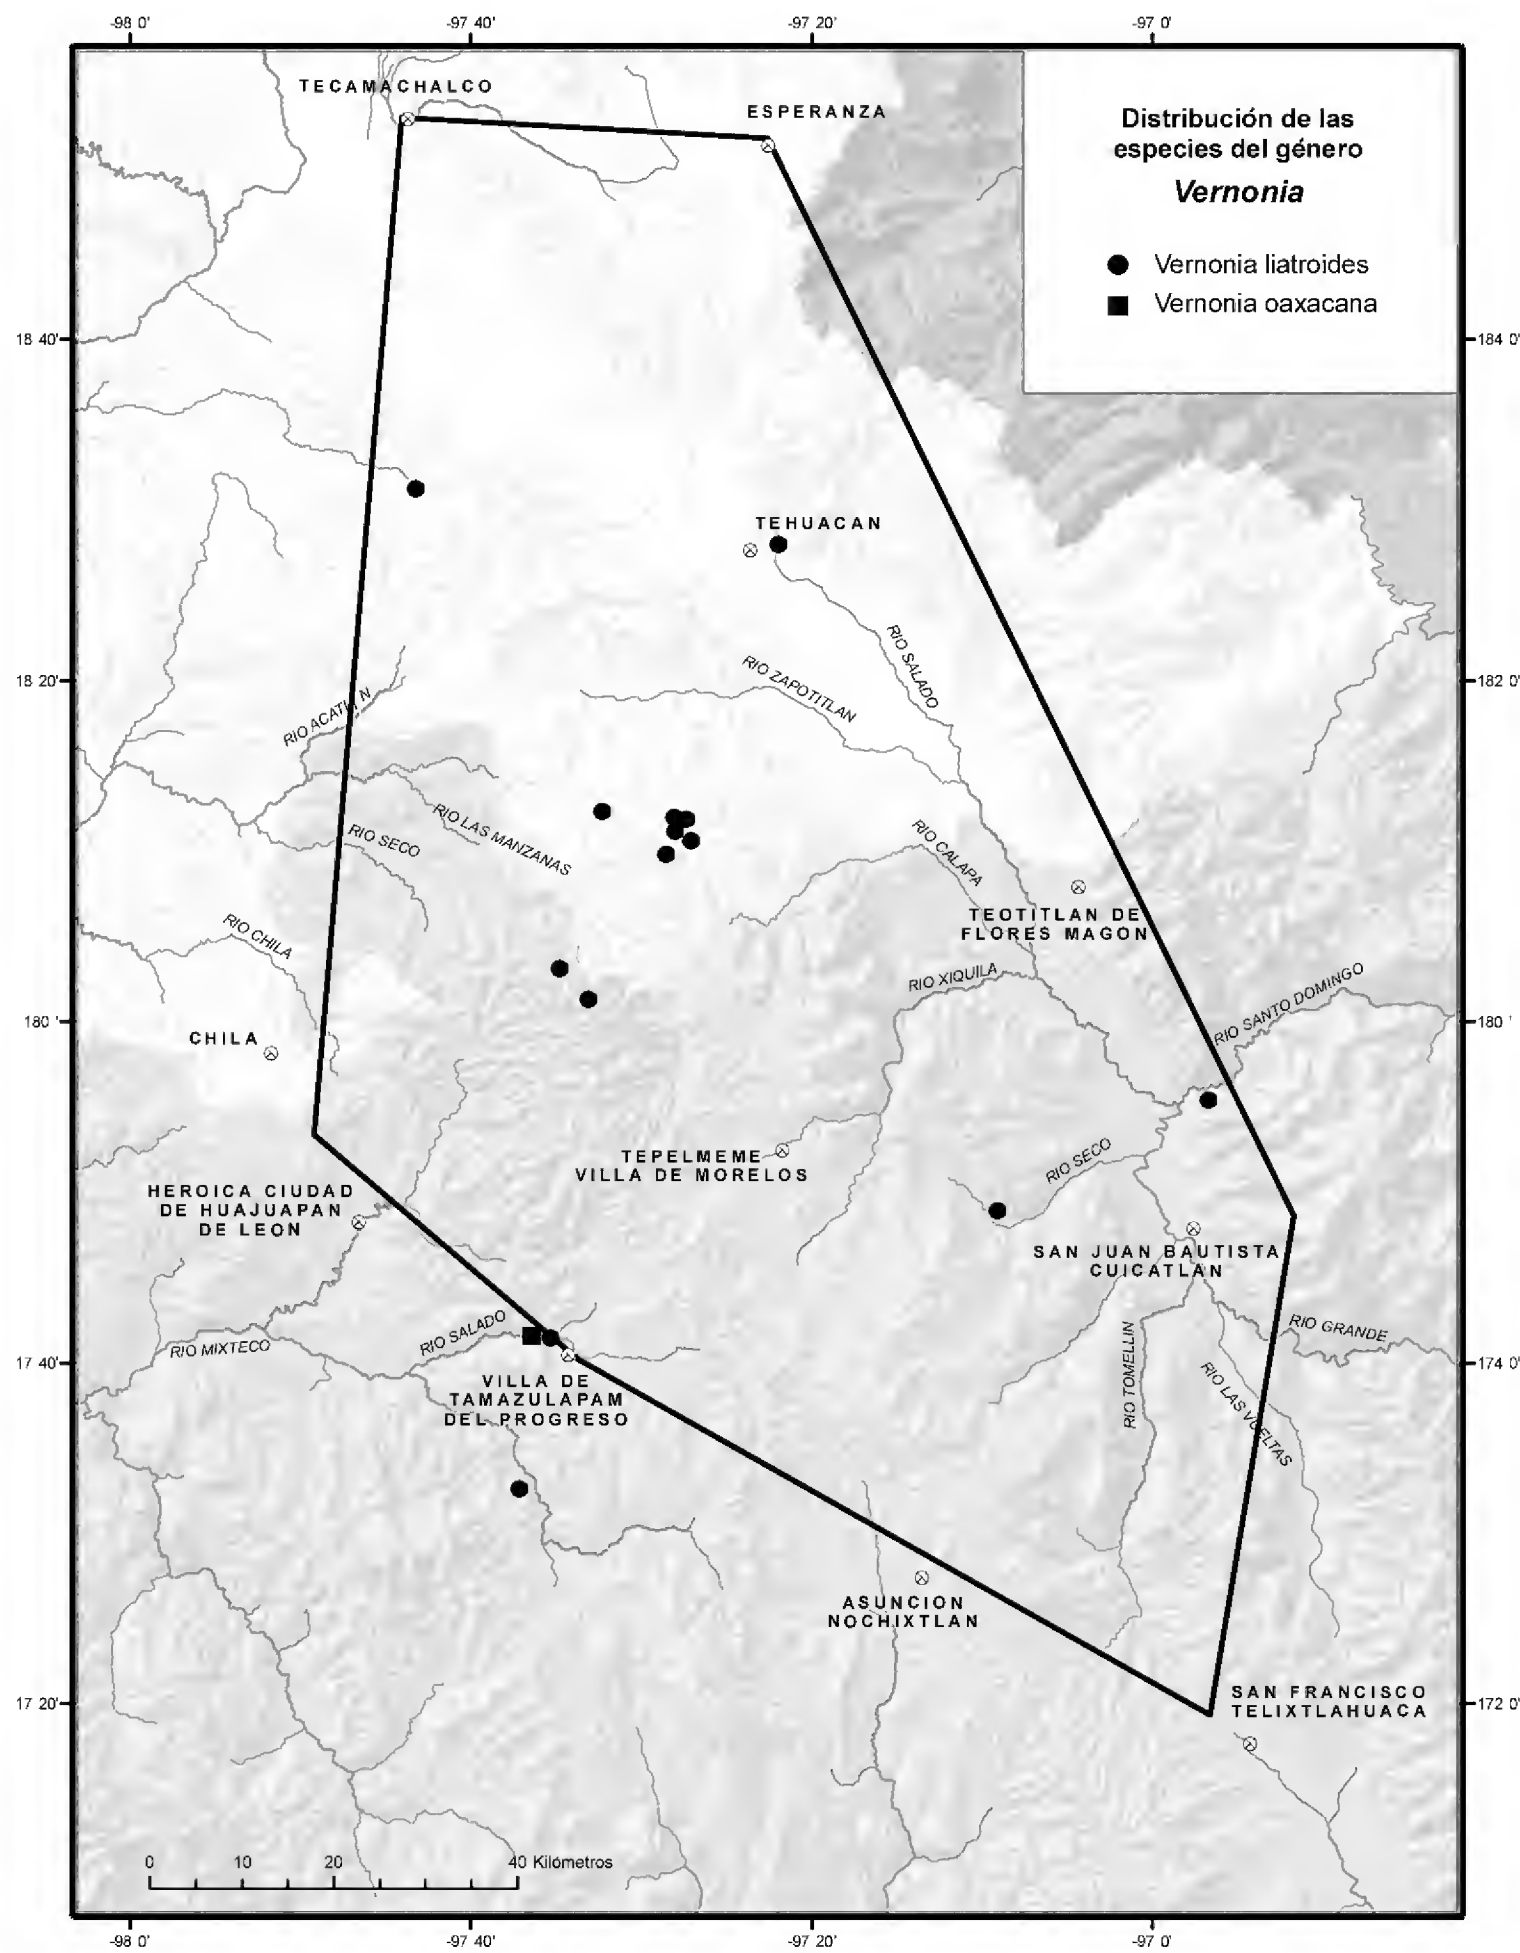 -98 0'
-97 40'
-97 20'
-97 0'
TECAMACHALCO
ESPERANZA
Distribución de las
especies del género
Vernonia
Vernonia liatroides
Vernonia oaxacana
18 40'
184 0'
TEHUACAN
RIO SALADO
RIO ZAPOTITLAN
18 20'
182 0'
RIO ACATL N
RIO LAS MANZANAS
RIO SECO
RIO CALAPA
TEOTITLAN DE
FLORES MAGON
RIO CHILA
RIO XIQUILA
RIO SANTO DOMINGO
180 '
180 '
CHILA
TEPELMEME
VILLA DE MORELOS
RIO SECO
HEROICA CIUDAD
DE HUAJUAPAN
DE LEON
SAN JUAN BAUTISTA
CUICATLAN
RIO SALADO
RIO MIXTECO
RIO GRANDE
17 40'
174 0'
RIO TOMELLIN
RIO LAS VUELTAS
VILLA DE
TAMAZULAPAM
DEL PROGRESO
ASUNCION
NOCHIXTLAN
SAN FRANCISCO
TELIXTLAHUACA
17 20'
172 0'
0 10 20 40 Kilómetros
-98 0'
-97 40'
-97 20'
-97 0'